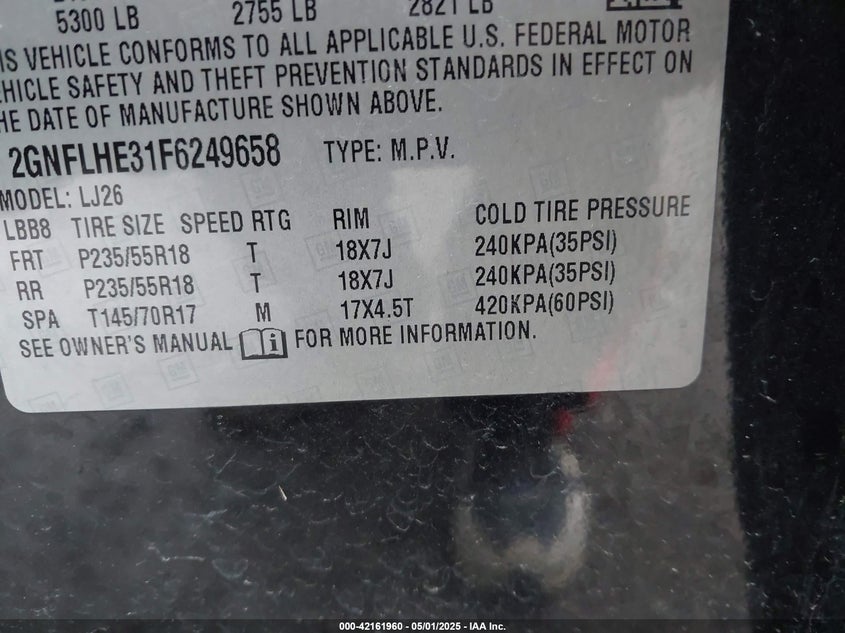 5300 LB 2755 LB 2821 LB
IS VEHICLE CONFORMS TO ALL APPLICABLE U.S. FEDERAL MOTOR
EHICLE SAFETY AND THEFT PREVENTION STANDARDS IN EFFECT ON
HE DATE OF MANUFACTURE SHOWN ABOVE.
2GNFLHE31F6249658 TYPE: M.P.V.
MODEL: LJ26
LBB8 TIRE SIZE SPEED RTG RIM COLD TIRE PRESSURE
FRT P235/55R18 T 18X7J 240KPA(35PSI)
RR P235/55R18 T 18X7J 240KPA(35PSI)
SPA T145/70R17 M 17X4.5T 420KPA(60PSI)
SEE OWNER'S MANUAL i FOR MORE INFORMATION.
000-42161960 - 05/01/2025 - IAA Inc.